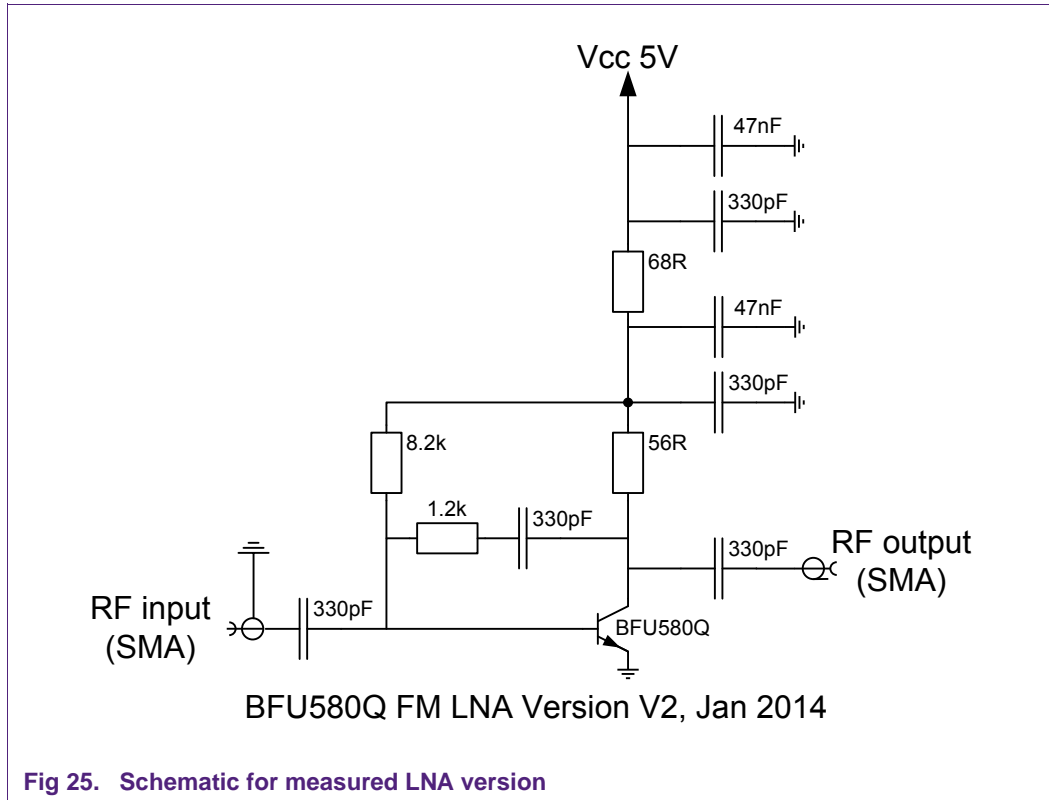 Vcc 5V
47nF
330pF
68R
47nF
330pF
8.2k
56R
1.2k
330pF
330pF
RF output
(SMA)
RF input
(SMA)
330pF
BFU580Q
BFU580Q FM LNA Version V2, Jan 2014
Fig 25. Schematic for measured LNA version